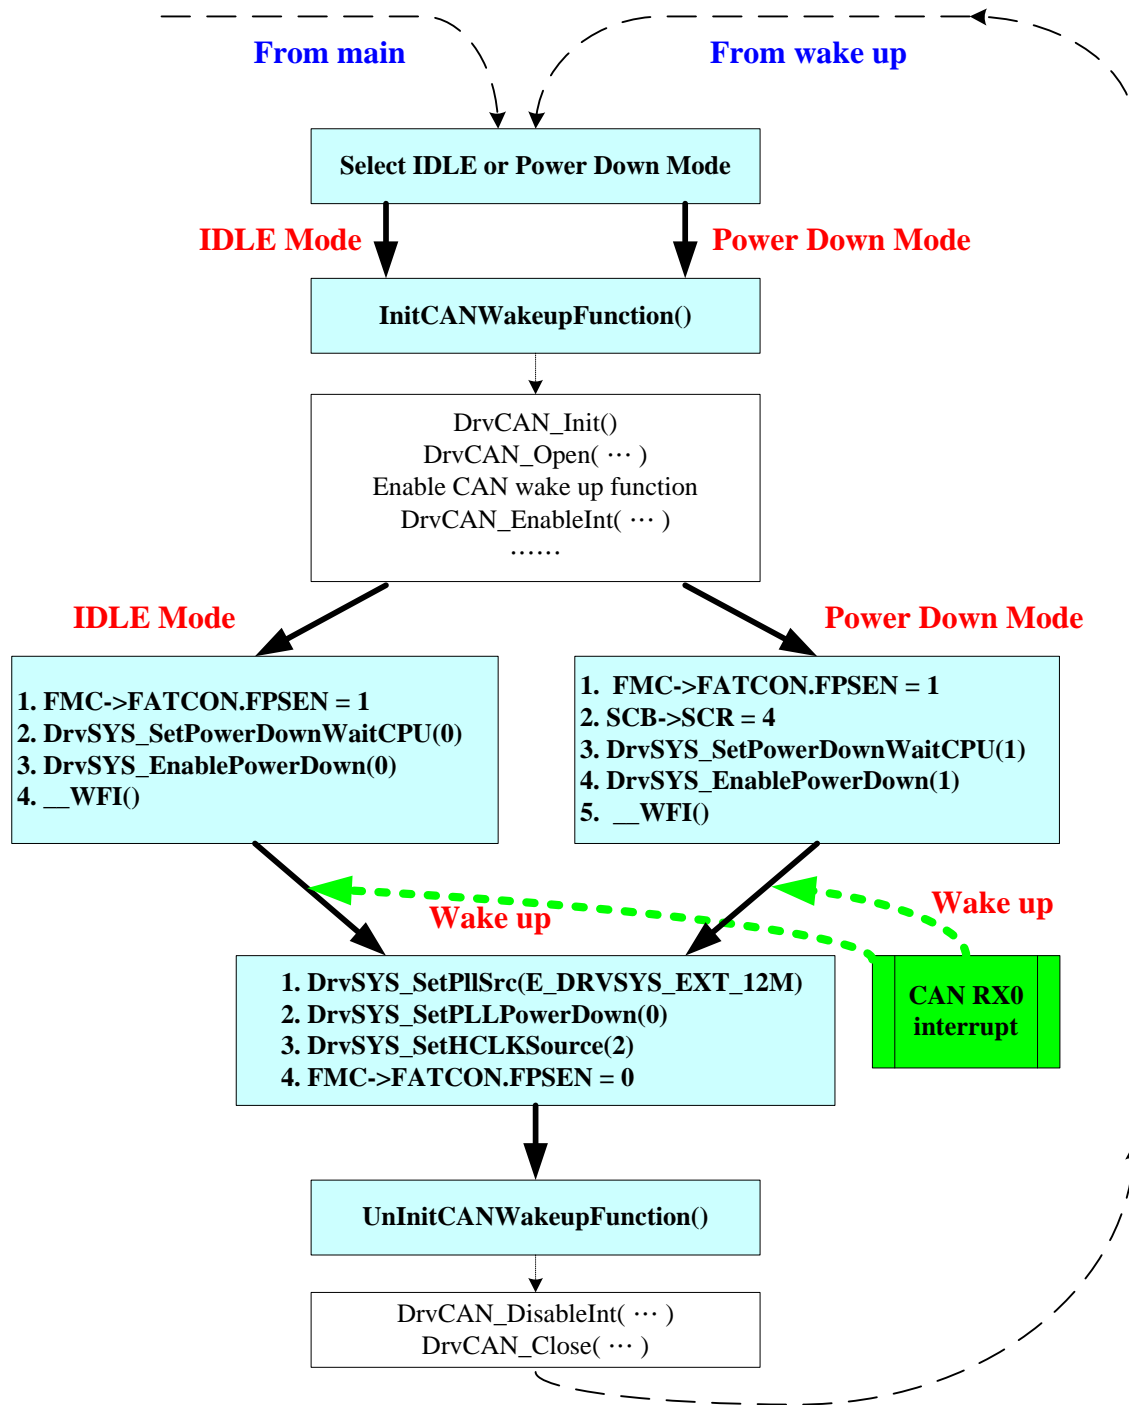 From main
From wake up
Select IDLE or Power Down Mode
IDLE Mode
Power Down Mode
InitCANWakeupFunction()
DrvCAN_Init()
DrvCAN_Open( ··· )
Enable CAN wake up function
DrvCAN_EnableInt( ··· )
······
IDLE Mode
Power Down Mode
1. FMC->FATCON.FPSEN = 1
2. DrvSYS_SetPowerDownWaitCPU(0)
3. DrvSYS_EnablePowerDown(0)
4. __WFI()
1. FMC->FATCON.FPSEN = 1
2. SCB->SCR = 4
3. DrvSYS_SetPowerDownWaitCPU(1)
4. DrvSYS_EnablePowerDown(1)
5. __WFI()
Wake up
Wake up
1. DrvSYS_SetPllSrc(E_DRVSYS_EXT_12M)
2. DrvSYS_SetPLLPowerDown(0)
3. DrvSYS_SetHCLKSource(2)
4. FMC->FATCON.FPSEN = 0
CAN RX0
interrupt
UnInitCANWakeupFunction()
DrvCAN_DisableInt( ··· )
DrvCAN_Close( ··· )